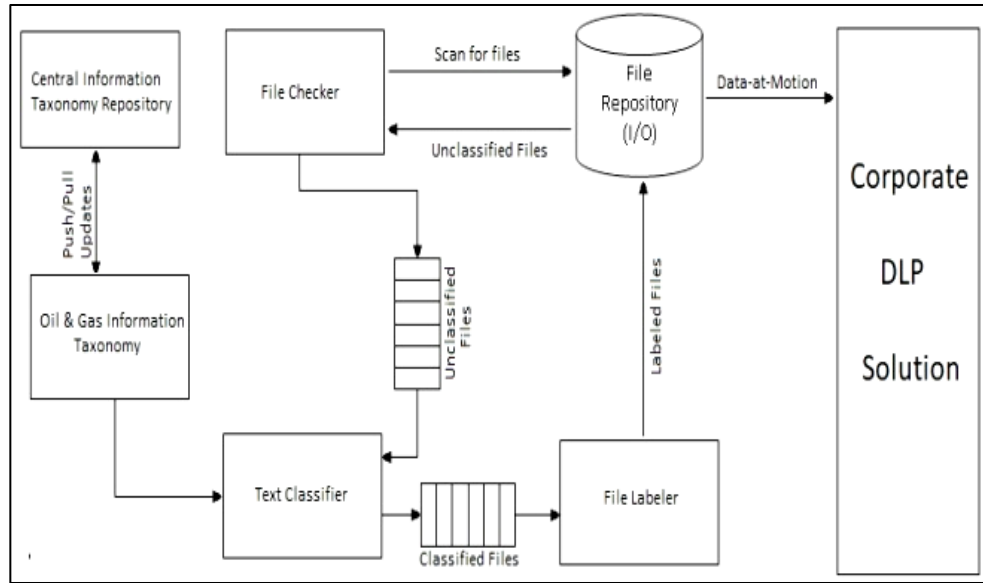 Central Information
Taxonomy Repository
File Checker
Scan for files
Unclassified Files
File
Repository
(I/O)
Data-at-Motion
Corporate
DLP
Solution
Push/Pull
Updates
Oil & Gas Information
Taxonomy
Unclassified
Files
Labeled Files
Text Classifier
Classified Files
File Labeler